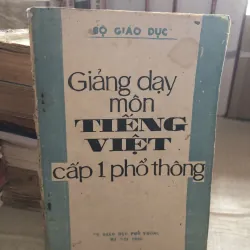 BỘ GIÁO DỤC
Giảng dạy
môn
TIẾNG
VIỆT
cấp 1 phổ thông